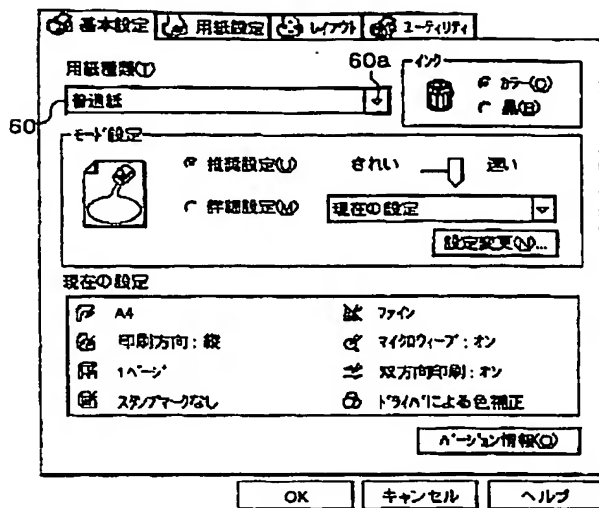 基本設定 用紙設定 レイアウト ユーティリティ
用紙種類(T)
60a
インク
普通紙
カラー(O)
黒(B)
60
モード設定
推奨設定(U) きれい 速い
詳細設定(M) 現在の設定
設定変更(N)...
現在の設定
A4 ファイン
印刷方向:縦 マイクロウィーブ:オン
1ページ 双方向印刷:オン
スタンプマークなし ドライバによる色補正
バージョン情報(O)
OK キャンセル ヘルプ